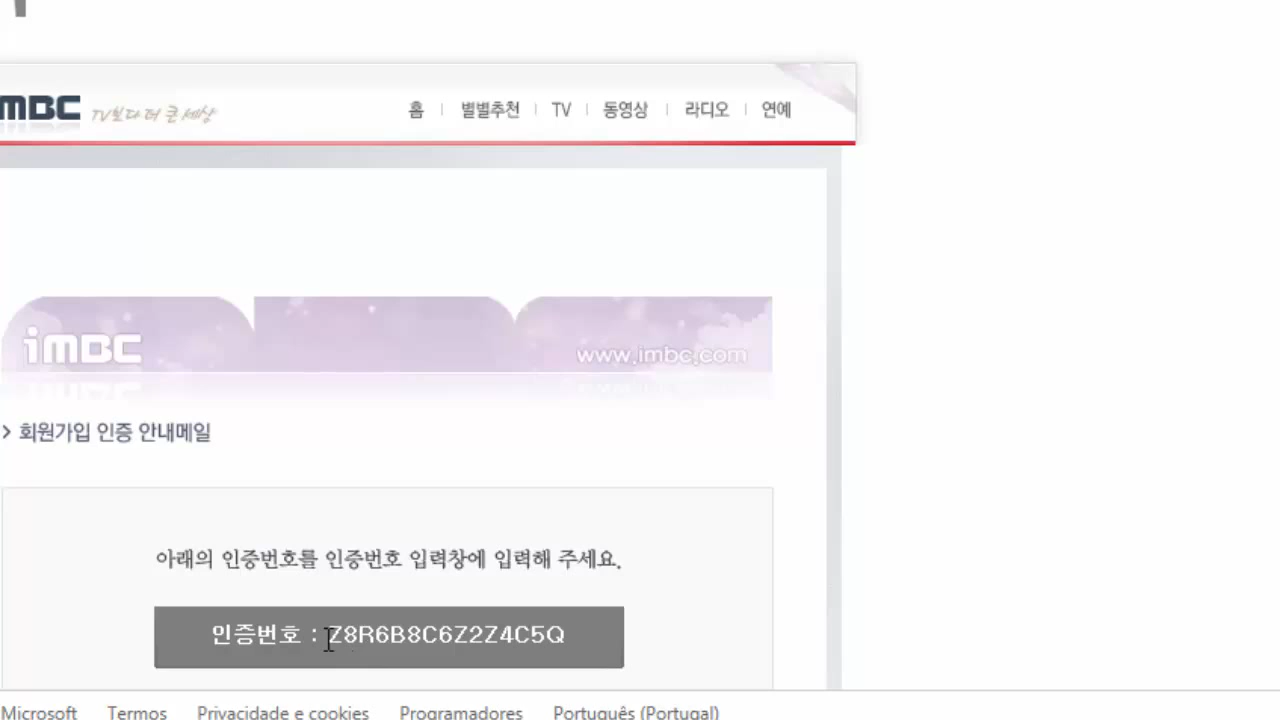 imBC TV보다 더 큰 세상 홈 별별추천 TV 동영상 라디오 연예
imBC www.imbc.com
> 회원가입 인증 안내메일
아래의 인증번호를 인증번호 입력창에 입력해 주세요.
인증번호 : Z8R6B8C6Z2Z4C5Q
Microsoft Termos Privacidade e cookies Programadores Português (Portugal)